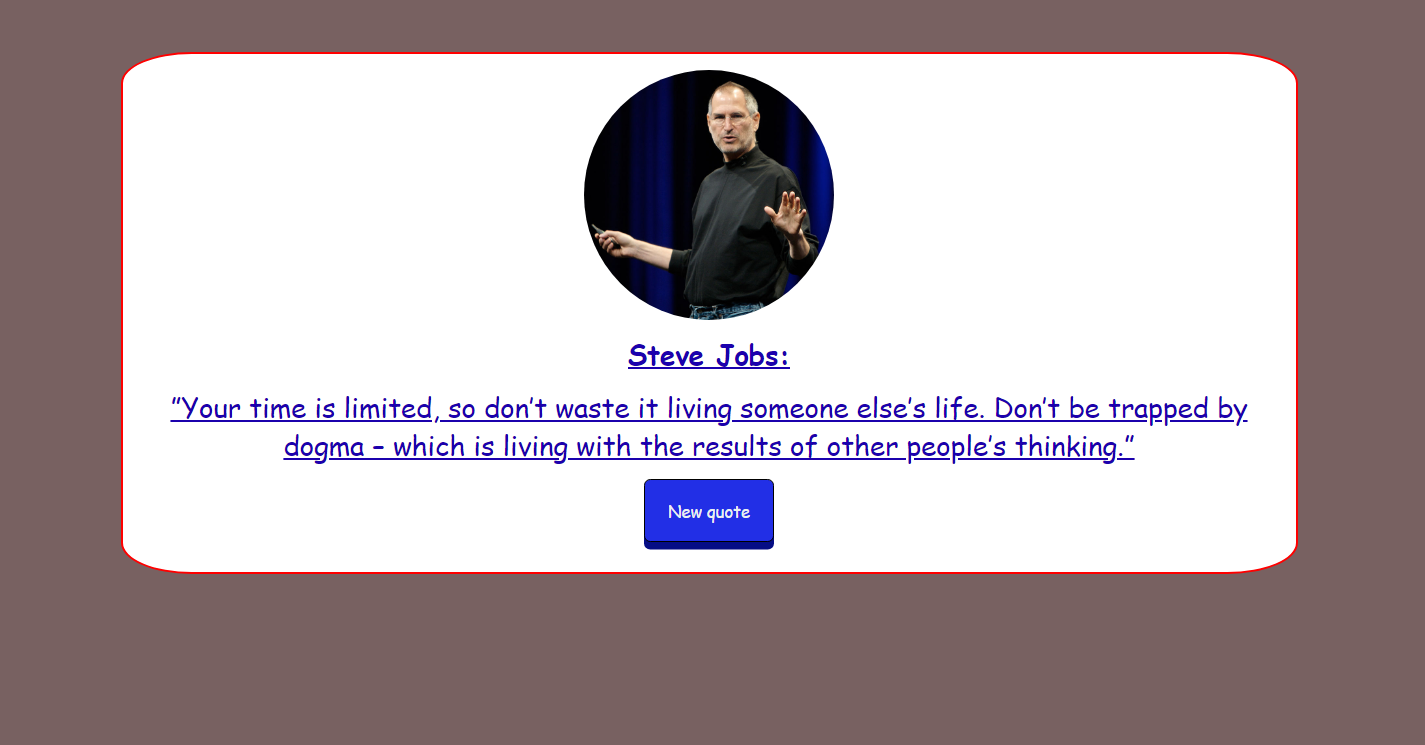 Steve Jobs:
"Your time is limited, so don't waste it living someone else's life. Don't be trapped by
dogma – which is living with the results of other people's thinking."
New quote